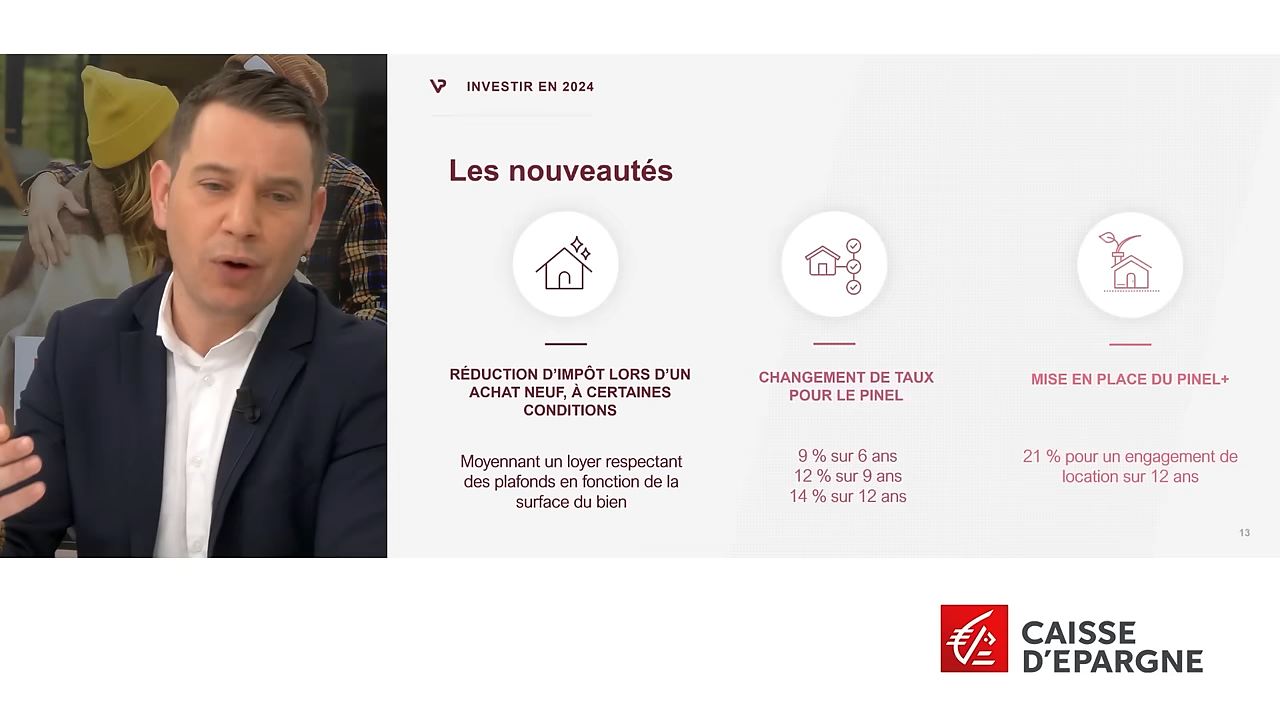 INVESTIR EN 2024
Les nouveautés
RÉDUCTION D'IMPÔT LORS D'UN
ACHAT NEUF, À CERTAINES
CONDITIONS
Moyennant un loyer respectant
des plafonds en fonction de la
surface du bien
CHANGEMENT DE TAUX
POUR LE PINEL
9 % sur 6 ans
12 % sur 9 ans
14 % sur 12 ans
MISE EN PLACE DU PINEL+
21 % pour un engagement de
location sur 12 ans
13
CAISSE
D'EPARGNE